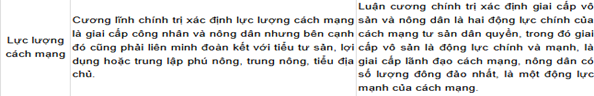 Lực lượng
cách mạng
Cương lĩnh chính trị xác định lực lượng cách mạng
là giai cấp công nhân và nông dân nhưng bên cạnh
đó cũng phải liên minh đoàn kết với tiểu tư sản, lợi
dụng hoặc trung lập phú nông, trung nông, tiểu địa
chủ.
Luận cương chính trị xác định giai cấp vô
sản và nông dân là hai động lực chính của
cách mạng tư sản dân quyền, trong đó giai
cấp vô sản là động lực chính và mạnh, là
giai cấp lãnh đạo cách mạng, nông dân có
số lượng đông đảo nhất, là một động lực
mạnh của cách mạng.